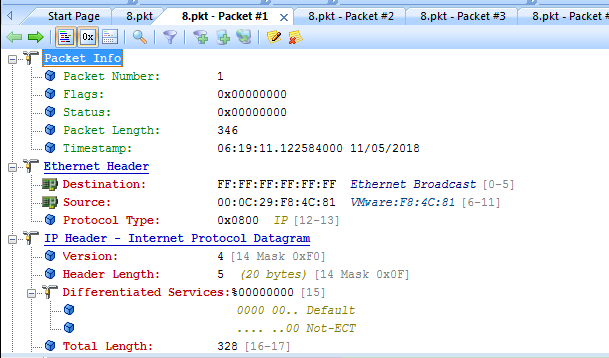 Start Page 8.pkt 8.pkt - Packet #1 8.pkt - Packet #2 8.pkt - Packet #3 8.pkt - Packet
0x
Packet Info
Packet Number: 1
Flags: 0x00000000
Status: 0x00000000
Packet Length: 346
Timestamp: 06:19:11.122584000 11/05/2018
Ethernet Header
Destination: FF:FF:FF:FF:FF:FF Ethernet Broadcast [0-5]
Source: 00:0C:29:F8:4C:81 VMware:F8:4C:81 [6-11]
Protocol Type: 0x0800 IP [12-13]
IP Header - Internet Protocol Datagram
Version: 4 [14 Mask 0xF0]
Header Length: 5 (20 bytes) [14 Mask 0x0F]
Differentiated Services:%00000000 [15]
0000 00.. Default
.... ..00 Not-ECT
Total Length: 328 [16-17]